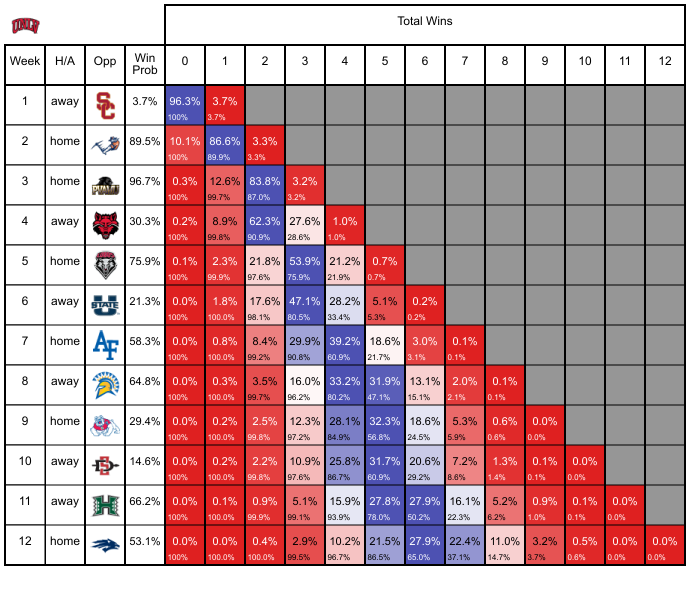 UNLV
Total Wins
Week H/A Opp Win Prob 0 1 2 3 4 5 6 7 8 9 10 11 12
1 away SC 3.7% 96.3% 3.7%
100% 3.7%
2 home 89.5% 10.1% 86.6% 3.3%
100% 89.9% 3.3%
3 home PVAMU 96.7% 0.3% 12.6% 83.8% 3.2%
100% 99.7% 87.0% 3.2%
4 away 30.3% 0.2% 8.9% 62.3% 27.6% 1.0%
100% 99.8% 90.9% 28.6% 1.0%
5 home 75.9% 0.1% 2.3% 21.8% 53.9% 21.2% 0.7%
100% 99.9% 97.6% 75.9% 21.9% 0.7%
6 away STATE 21.3% 0.0% 1.8% 17.6% 47.1% 28.2% 5.1% 0.2%
100% 100.0% 98.1% 80.5% 33.4% 5.3% 0.2%
7 home AF 58.3% 0.0% 0.8% 8.4% 29.9% 39.2% 18.6% 3.0% 0.1%
100% 100.0% 99.2% 90.8% 60.9% 21.7% 3.1% 0.1%
8 away 64.8% 0.0% 0.3% 3.5% 16.0% 33.2% 31.9% 13.1% 2.0% 0.1%
100% 100.0% 99.7% 96.2% 80.2% 47.1% 15.1% 2.1% 0.1%
9 home 29.4% 0.0% 0.2% 2.5% 12.3% 28.1% 32.3% 18.6% 5.3% 0.6% 0.0%
100% 100.0% 99.8% 97.2% 84.9% 56.8% 24.5% 5.9% 0.6% 0.0%
10 away SD 14.6% 0.0% 0.2% 2.2% 10.9% 25.8% 31.7% 20.6% 7.2% 1.3% 0.1% 0.0%
100% 100.0% 99.8% 97.6% 86.7% 60.9% 29.2% 8.6% 1.4% 0.1% 0.0%
11 away H 66.2% 0.0% 0.1% 0.9% 5.1% 15.9% 27.8% 27.9% 16.1% 5.2% 0.9% 0.1% 0.0%
100% 100.0% 99.9% 99.1% 93.9% 78.0% 50.2% 22.3% 6.2% 1.0% 0.1% 0.0%
12 home 53.1% 0.0% 0.0% 0.4% 2.9% 10.2% 21.5% 27.9% 22.4% 11.0% 3.2% 0.5% 0.0% 0.0%
100% 100.0% 100.0% 99.5% 96.7% 86.5% 65.0% 37.1% 14.7% 3.7% 0.6% 0.0% 0.0%